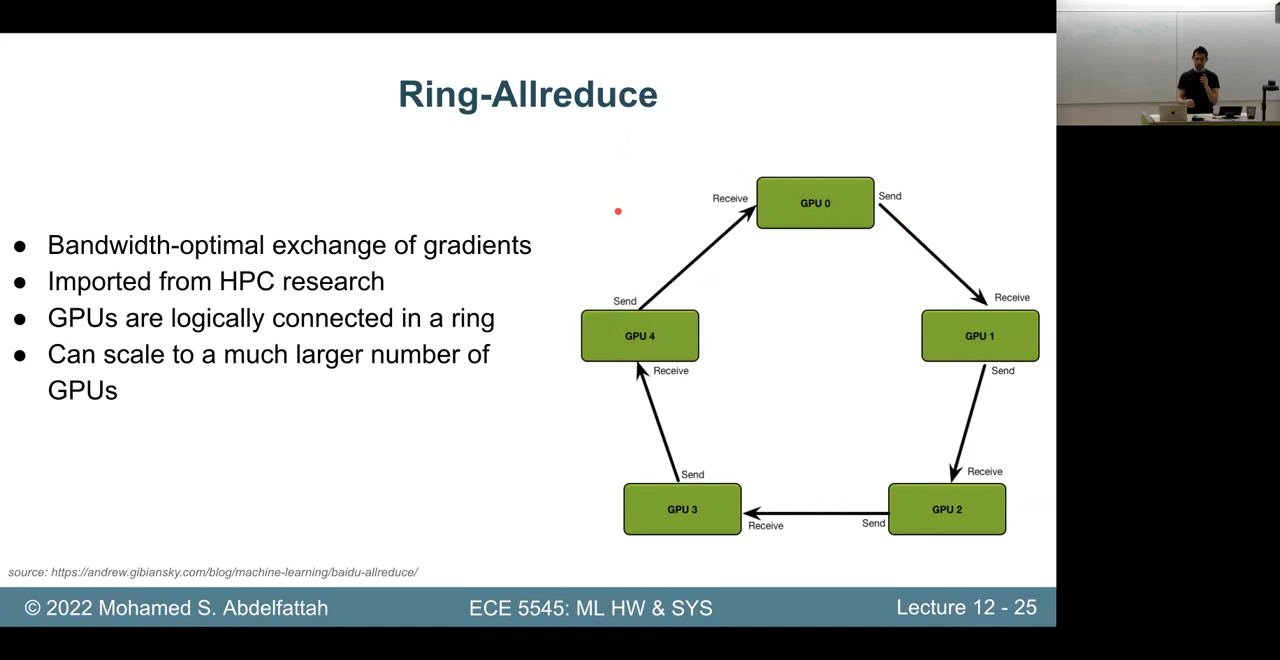 Ring-Allreduce
● Bandwidth-optimal exchange of gradients
● Imported from HPC research
● GPUs are logically connected in a ring
● Can scale to a much larger number of
GPUs
Receive
GPU 0
Send
Send
Receive
GPU 4
GPU 1
Receive
Send
Send
Receive
GPU 3
GPU 2
Receive
Send
source: https://andrew.gibiansky.com/blog/machine-learning/baidu-allreduce/
© 2022 Mohamed S. Abdelfattah
ECE 5545: ML HW & SYS
Lecture 12 - 25